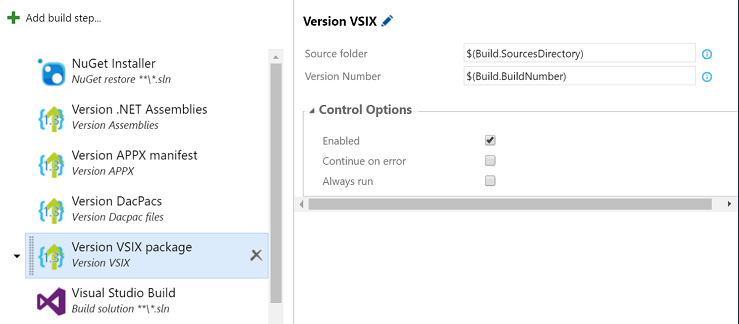 Add build step...
NuGet Installer
NuGet restore **\*.sln
Version .NET Assemblies
Version Assemblies
Version APPX manifest
Version APPX
Version DacPacs
Version Dacpac files
Version VSIX package
Version VSIX
Visual Studio Build
Build solution **\*.sln
Version VSIX
Source folder $(Build.SourcesDirectory)
Version Number $(Build.BuildNumber)
Control Options
Enabled
Continue on error
Always run